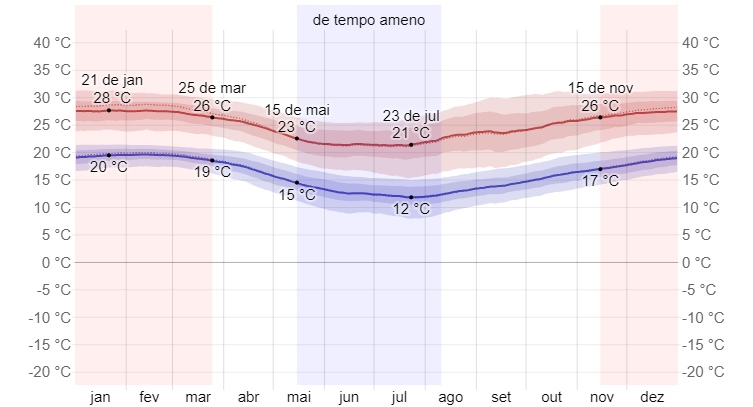 de tempo ameno
40 °C 40 °C
35 °C 35 °C
30 °C 30 °C
25 °C 25 °C
20 °C 20 °C
15 °C 15 °C
10 °C 10 °C
5 °C 5 °C
0 °C 0 °C
-5 °C -5 °C
-10 °C -10 °C
-15 °C -15 °C
-20 °C -20 °C
21 de jan
28 °C
25 de mar
26 °C
15 de mai
23 °C
23 de jul
21 °C
15 de nov
26 °C
20 °C
19 °C
15 °C
12 °C
17 °C
jan fev mar abr mai jun jul ago set out nov dez